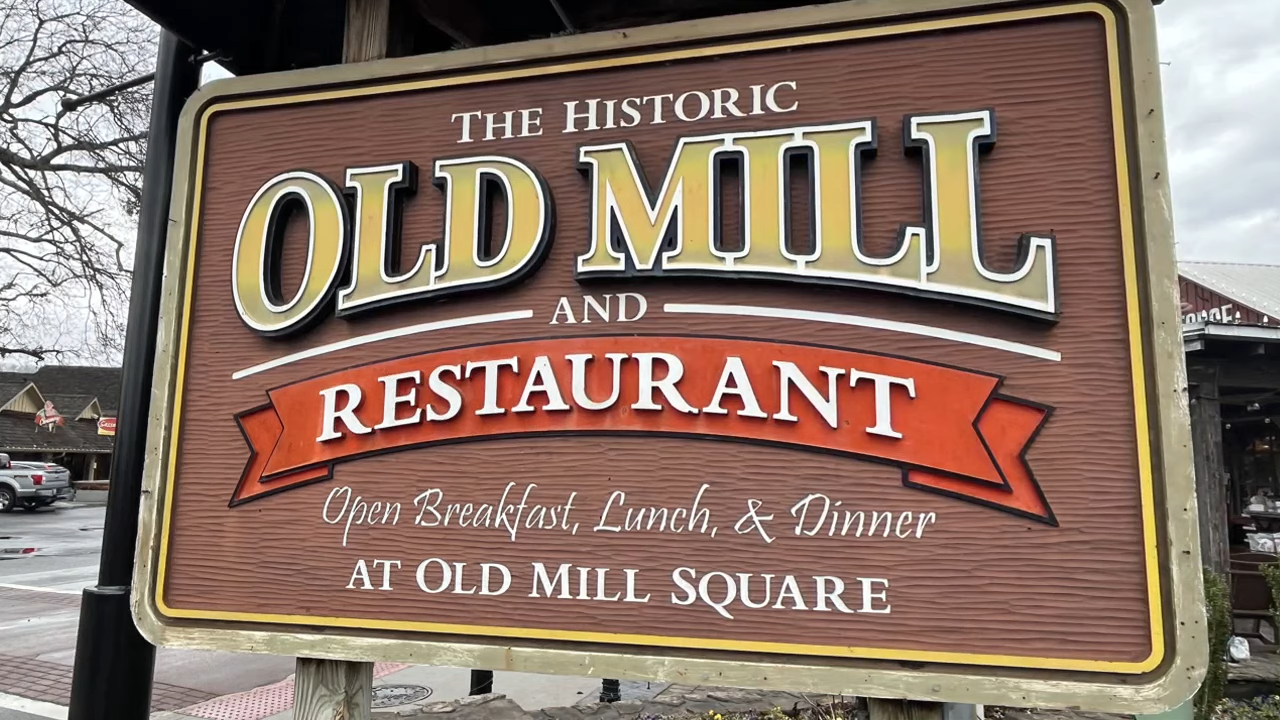 THE HISTORIC
OLD MILL
AND
RESTAURANT
Open Breakfast, Lunch, & Dinner
AT OLD MILL SQUARE